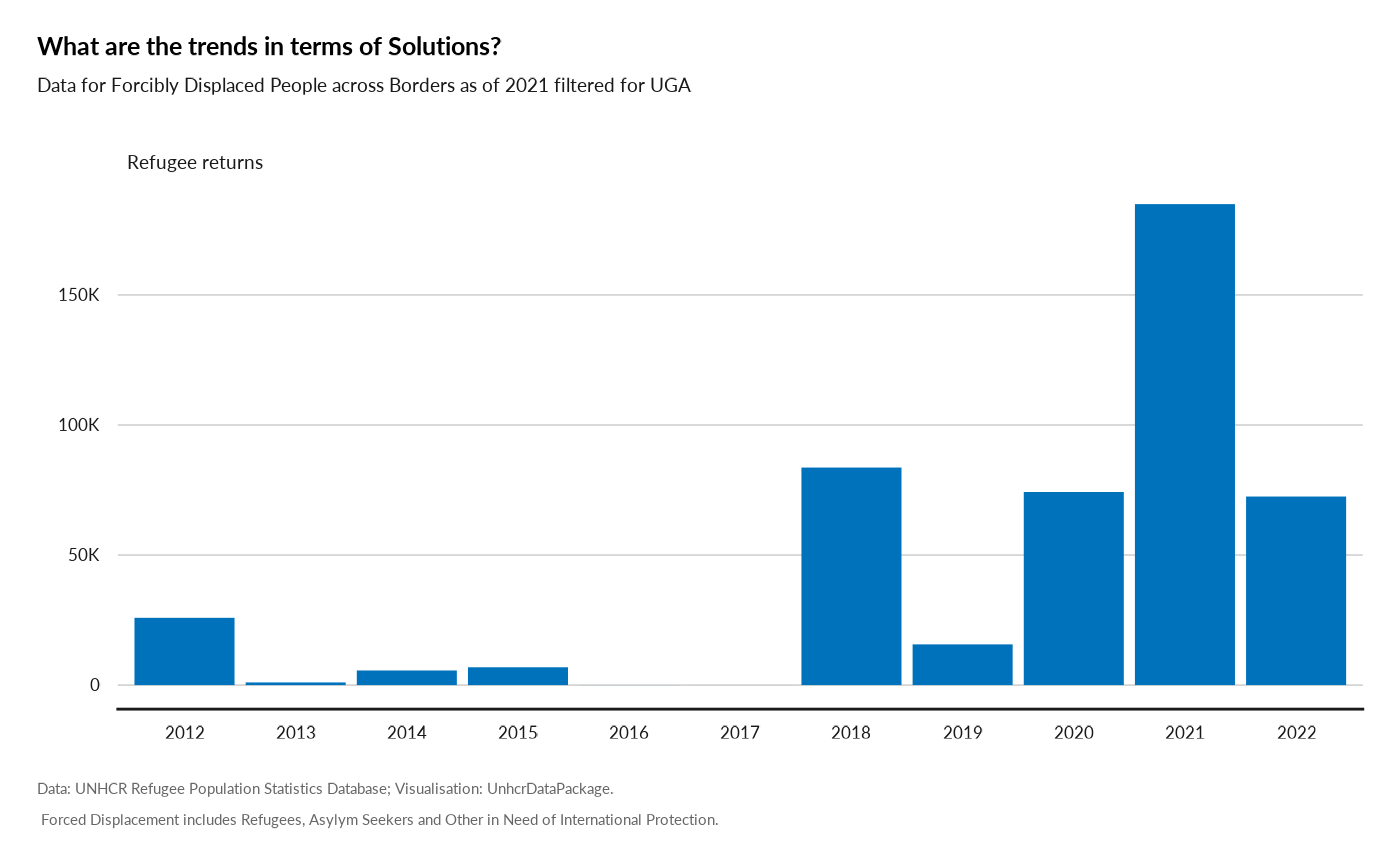 What are the trends in terms of Solutions?
Data for Forcibly Displaced People across Borders as of 2021 filtered for UGA
Refugee returns
150K
100K
50K
0
2012 2013 2014 2015 2016 2017 2018 2019 2020 2021 2022
Data: UNHCR Refugee Population Statistics Database; Visualisation: UnhcrDataPackage.
Forced Displacement includes Refugees, Asylym Seekers and Other in Need of International Protection.